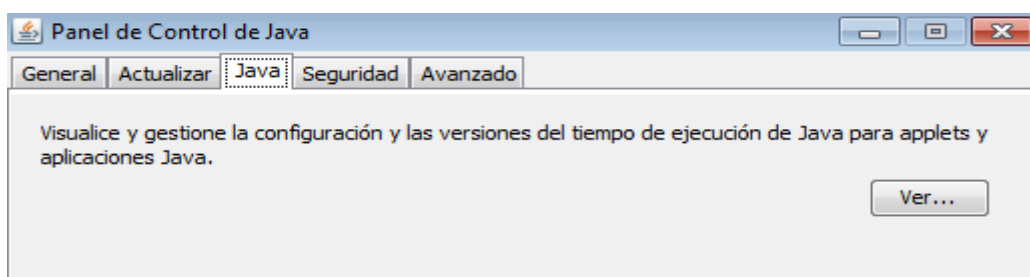 Panel de Control de Java
General Actualizar Java Seguridad Avanzado
Visualice y gestione la configuración y las versiones del tiempo de ejecución de Java para applets y
aplicaciones Java.
Ver...